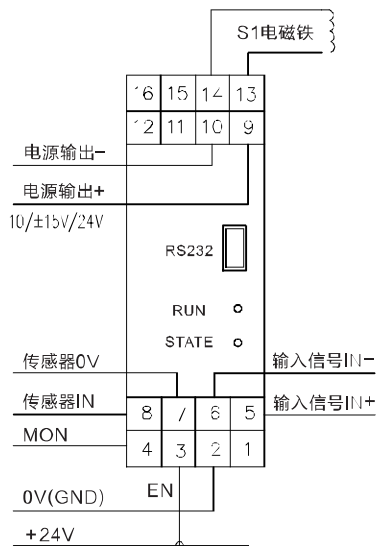 S1电磁铁
16 15 14 13
12 11 10 9
电源输出-
电源输出+
10/±15V/24V
RS232
RUN
STATE
传感器0V
输入信号IN-
传感器IN
8 7 6 5
输入信号IN+
MON
4 3 2 1
EN
0V(GND)
+24V